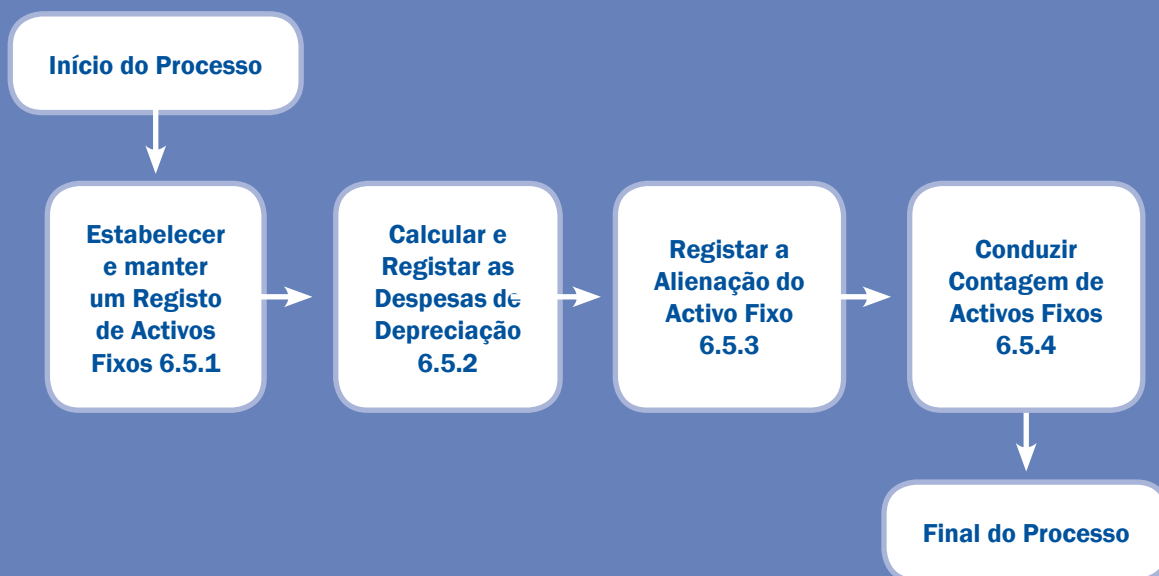 Início do Processo
Estabelecer
e manter
um Registo
de Activos
Fixos 6.5.1
Calcular e
Registar as
Despesas de
Depreciação
6.5.2
Registar a
Alienação do
Activo Fixo
6.5.3
Conduzir
Contagem de
Activos Fixos
6.5.4
Final do Processo